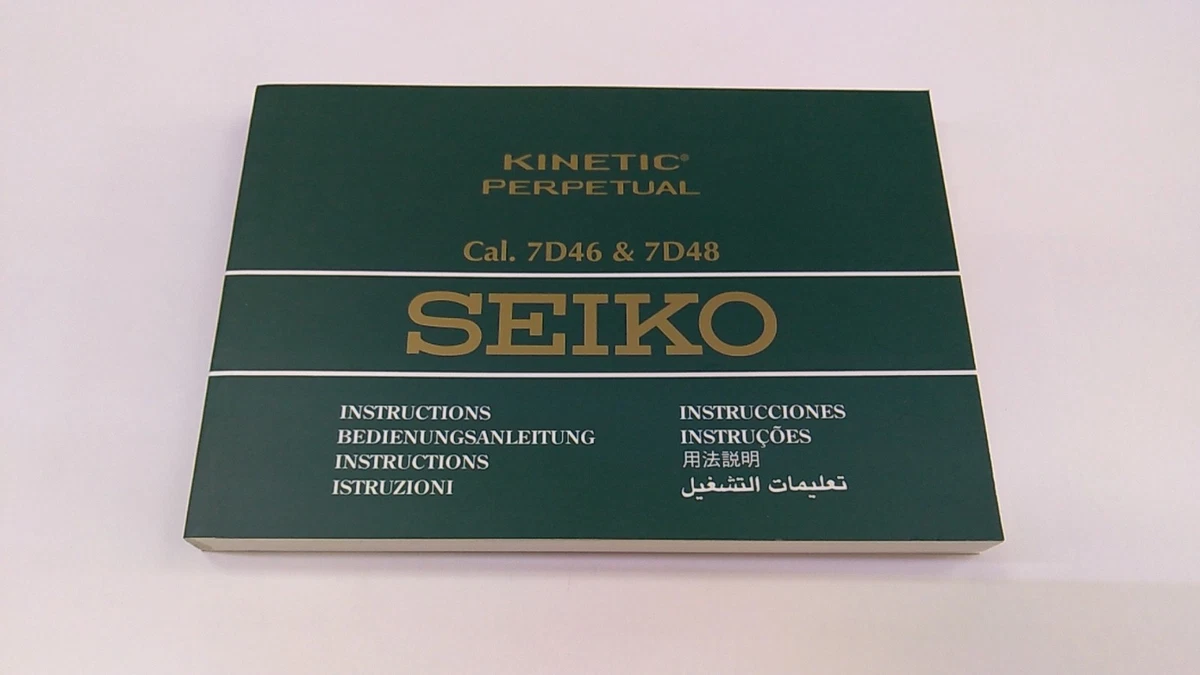 KINETIC®
PERPETUAL
Cal. 7D46 & 7D48
SEIKO
INSTRUCTIONS
BEDIENUNGSANLEITUNG
INSTRUCTIONS
ISTRUZIONI
INSTRUCCIONES
INSTRUÇÕES
用法説明
تعليمات التشغيل